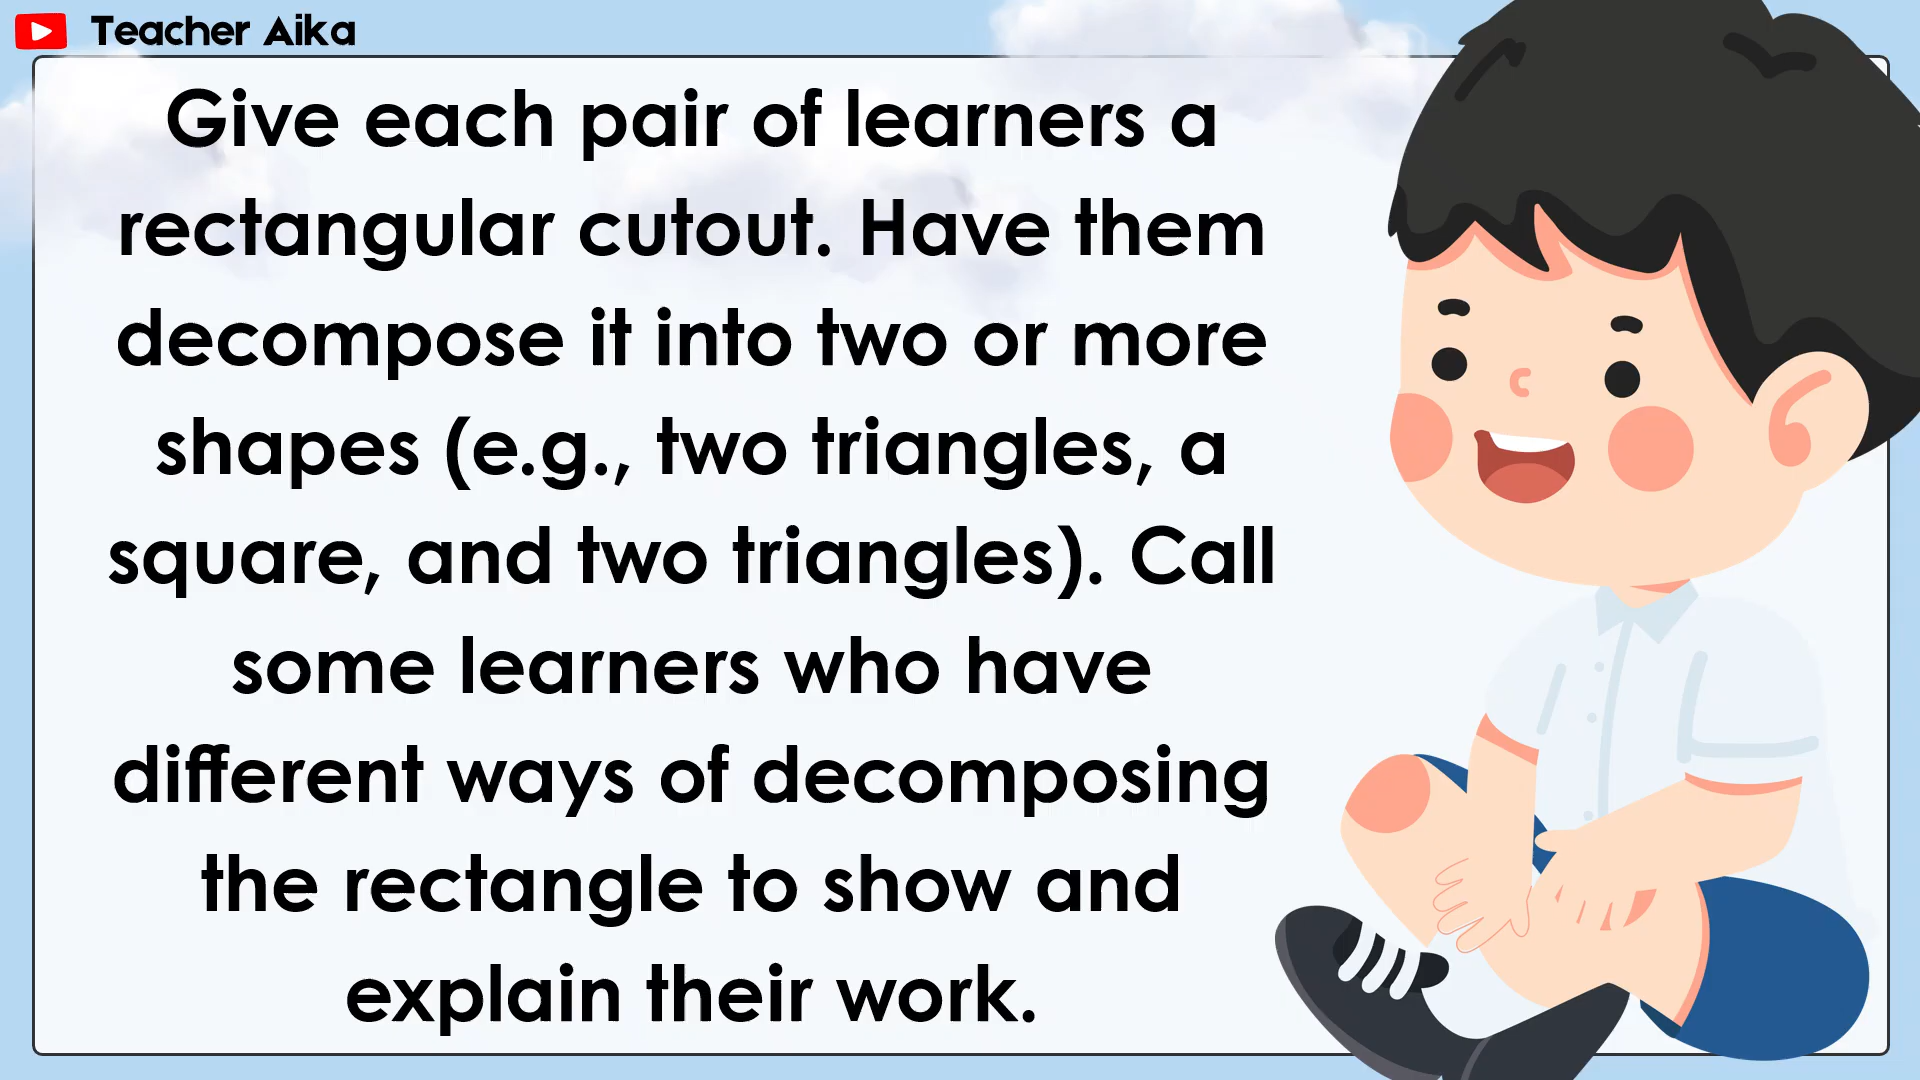 Teacher Aika
Give each pair of learners a
rectangular cutout. Have them
decompose it into two or more
shapes (e.g., two triangles, a
square, and two triangles). Call
some learners who have
different ways of decomposing
the rectangle to show and
explain their work.